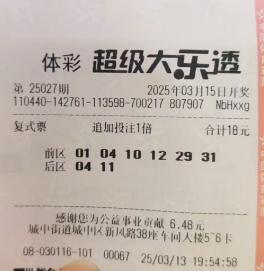 体彩 超级大乐透
第 25027期 2025年03月15日开奖
110440-142761-113598-700217 807907 NbHxxg
复式票 追加投注1倍 合计18元
前区 01 04 10 12 29 31
后区 04 11
感谢您为公益事业贡献 6.48元
城中街道城中区新风路38座车间人楼5~6卡
08-030116-101 00067 25/03/13 19:54:58